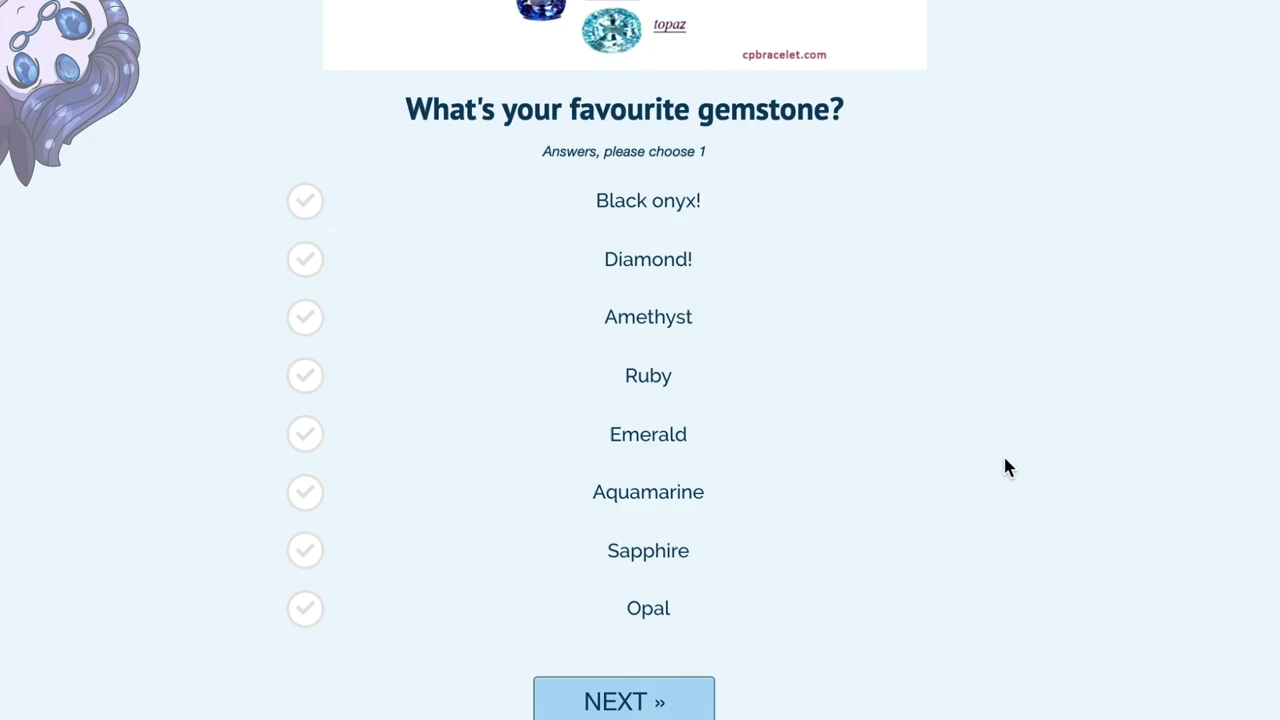 topaz
cpbracelet.com
What's your favourite gemstone?
Answers, please choose 1
Black onyx!
Diamond!
Amethyst
Ruby
Emerald
Aquamarine
Sapphire
Opal
NEXT »